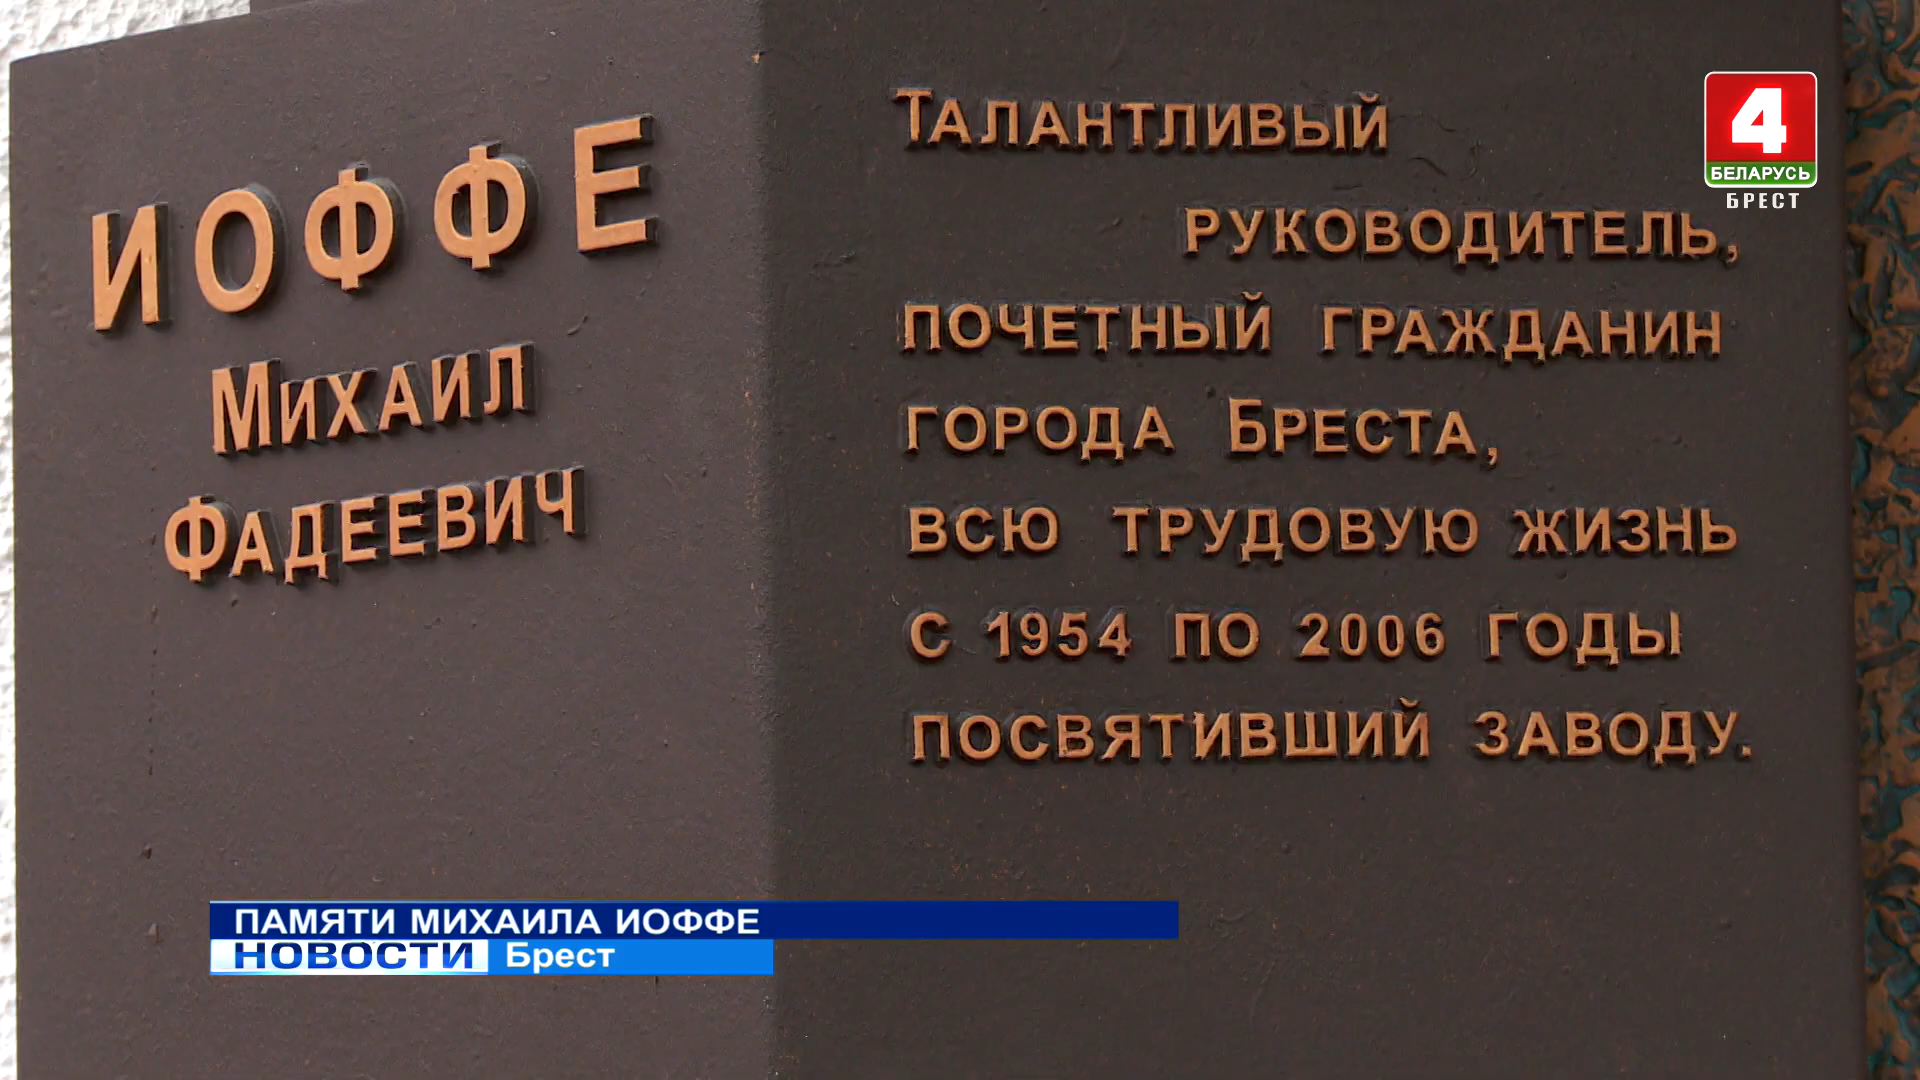 ИОФФЕ
Михаил
Фадеевич
Талантливый
руководитель,
почетный гражданин
города Бреста,
всю трудовую жизнь
с 1954 по 2006 годы
посвятивший заводу.
4
БЕЛАРУСЬ
БРЕСТ
ПАМЯТИ МИХАИЛА ИОФФЕ
НОВОСТИ Брест